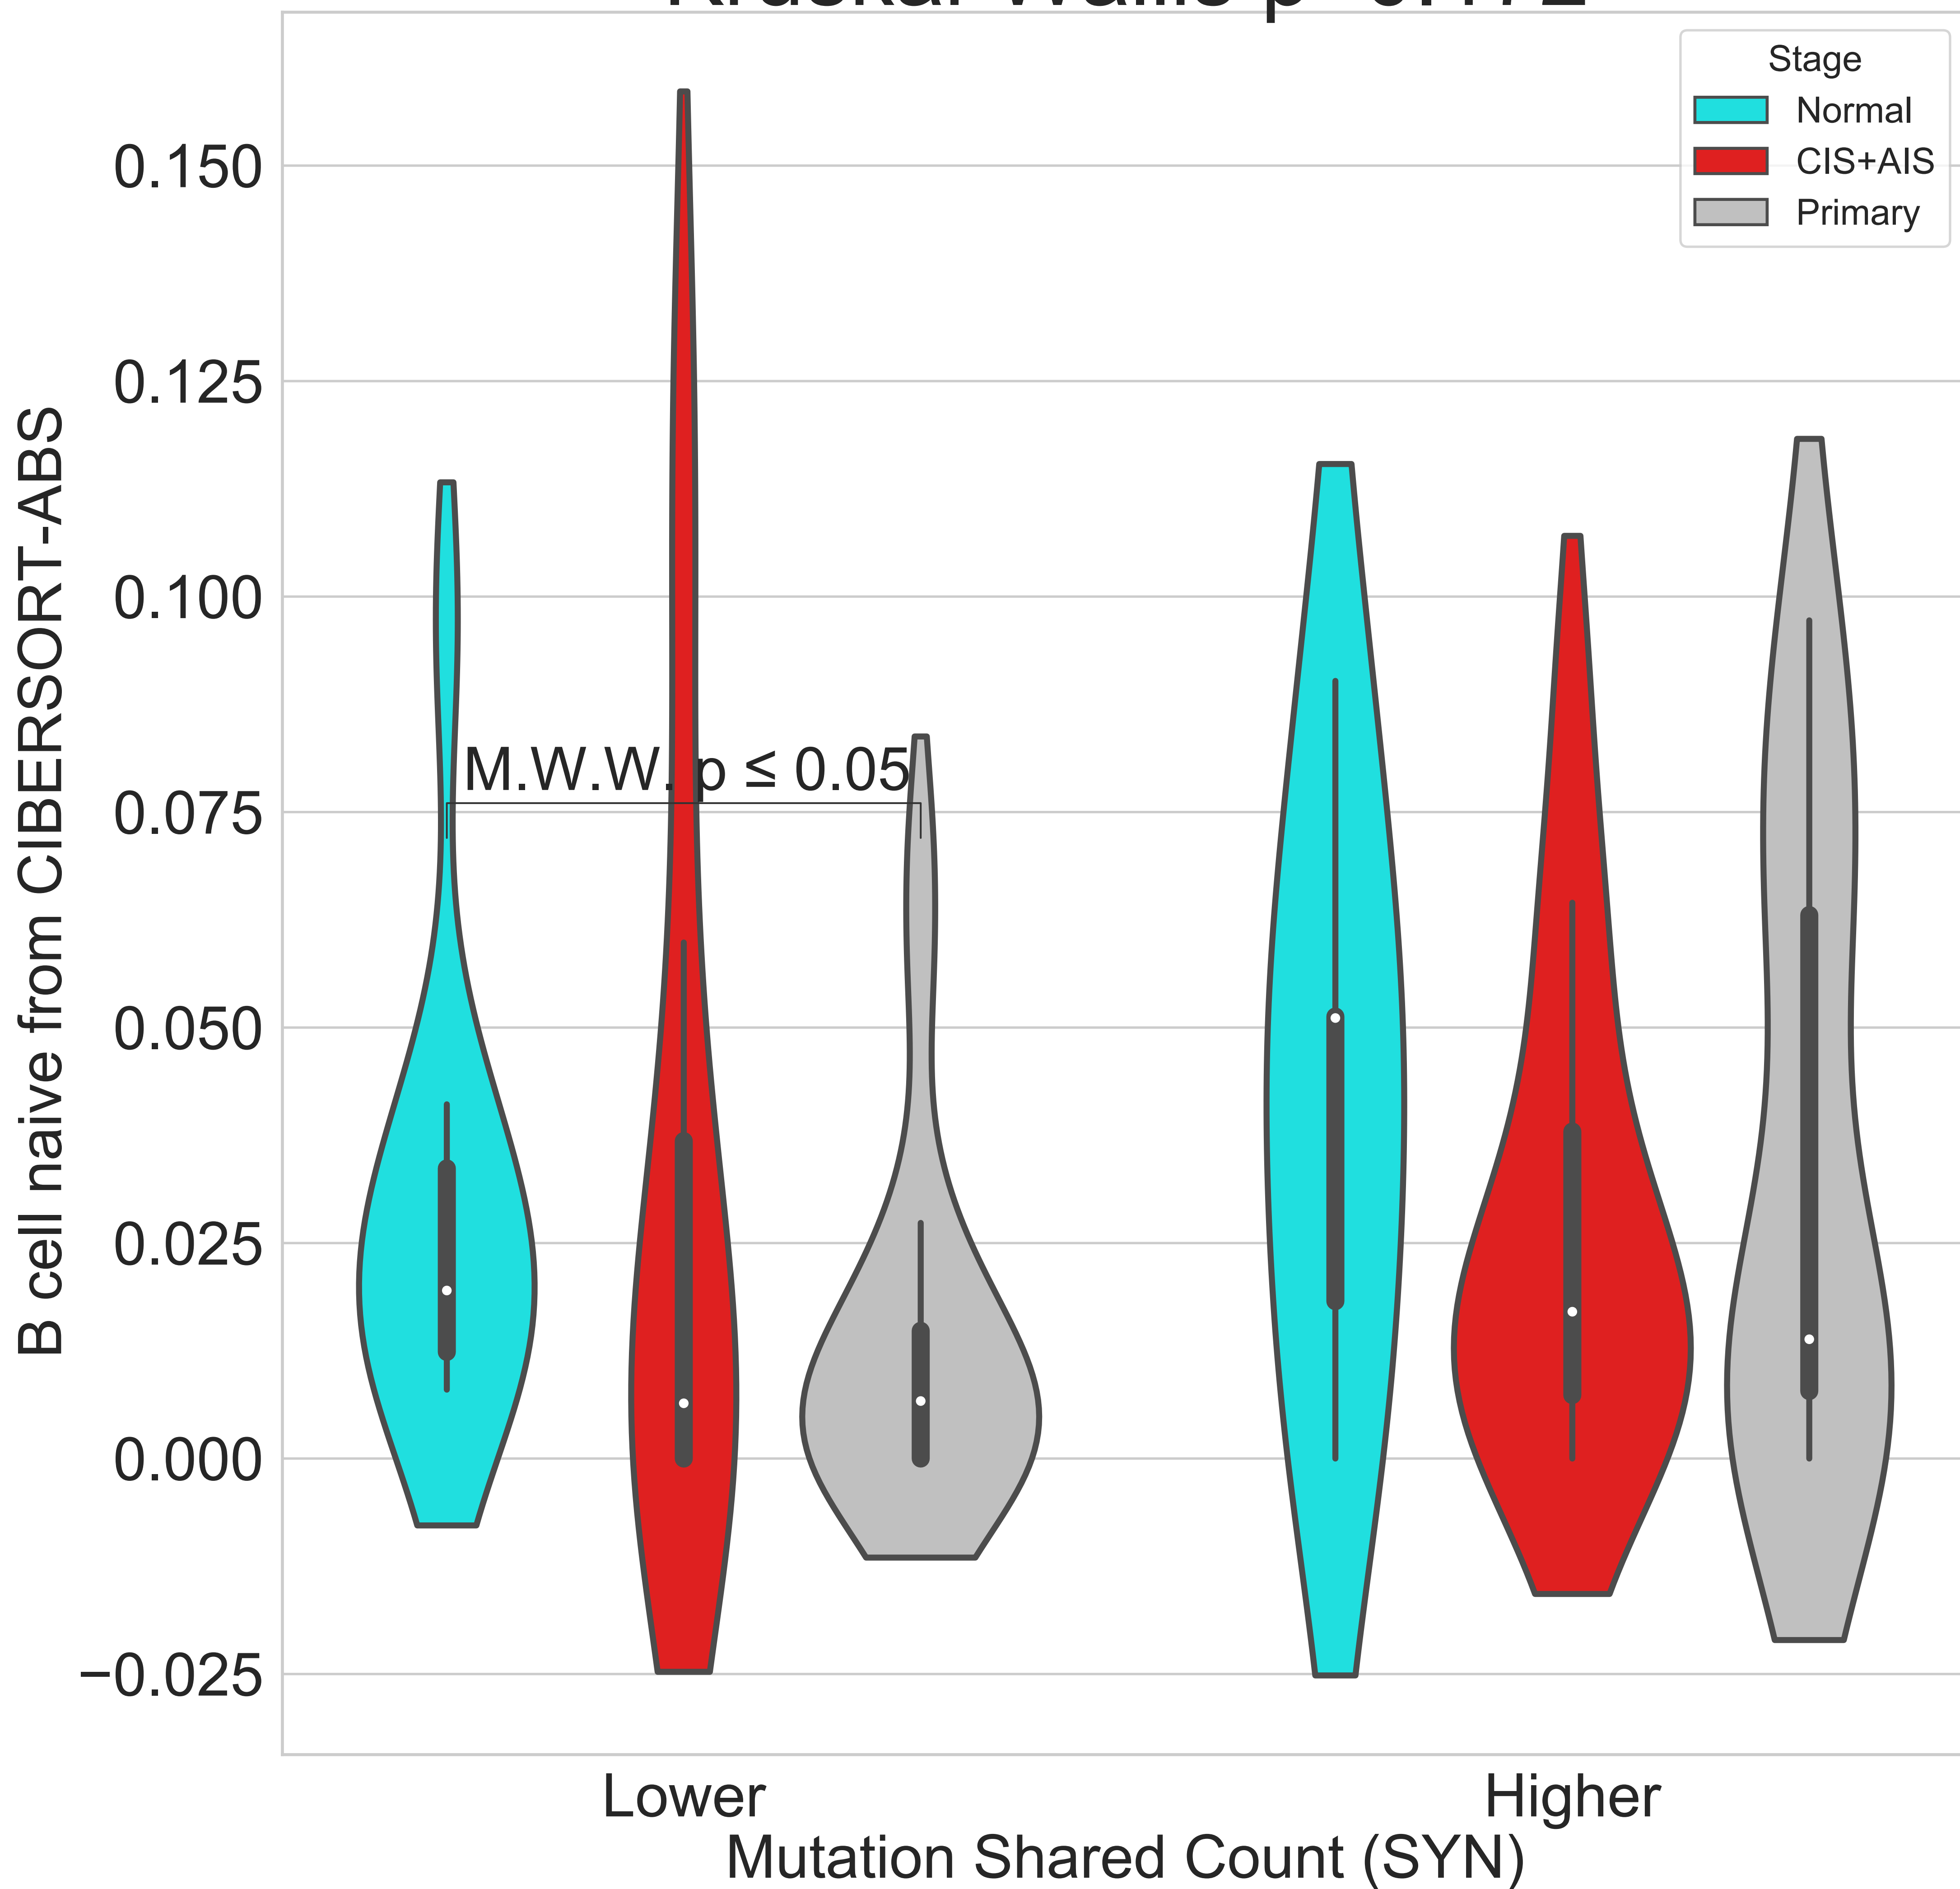 Stage
Normal
CIS+AIS
Primary
0.150
0.125
0.100
0.075
0.050
0.025
0.000
−0.025
B cell naive from CIBERSORT-ABS
M.W.W. p ≤ 0.05
Lower
Higher
Mutation Shared Count (SYN)